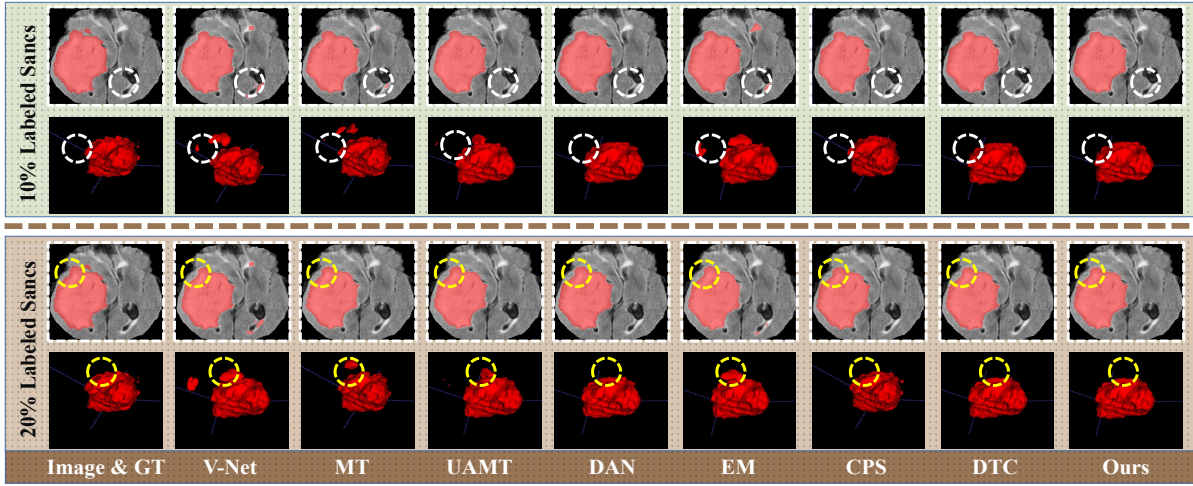 10% Labeled Sancs
20% Labeled Sancs
Image & GT V-Net MT UAMT DAN EM CPS DTC Ours